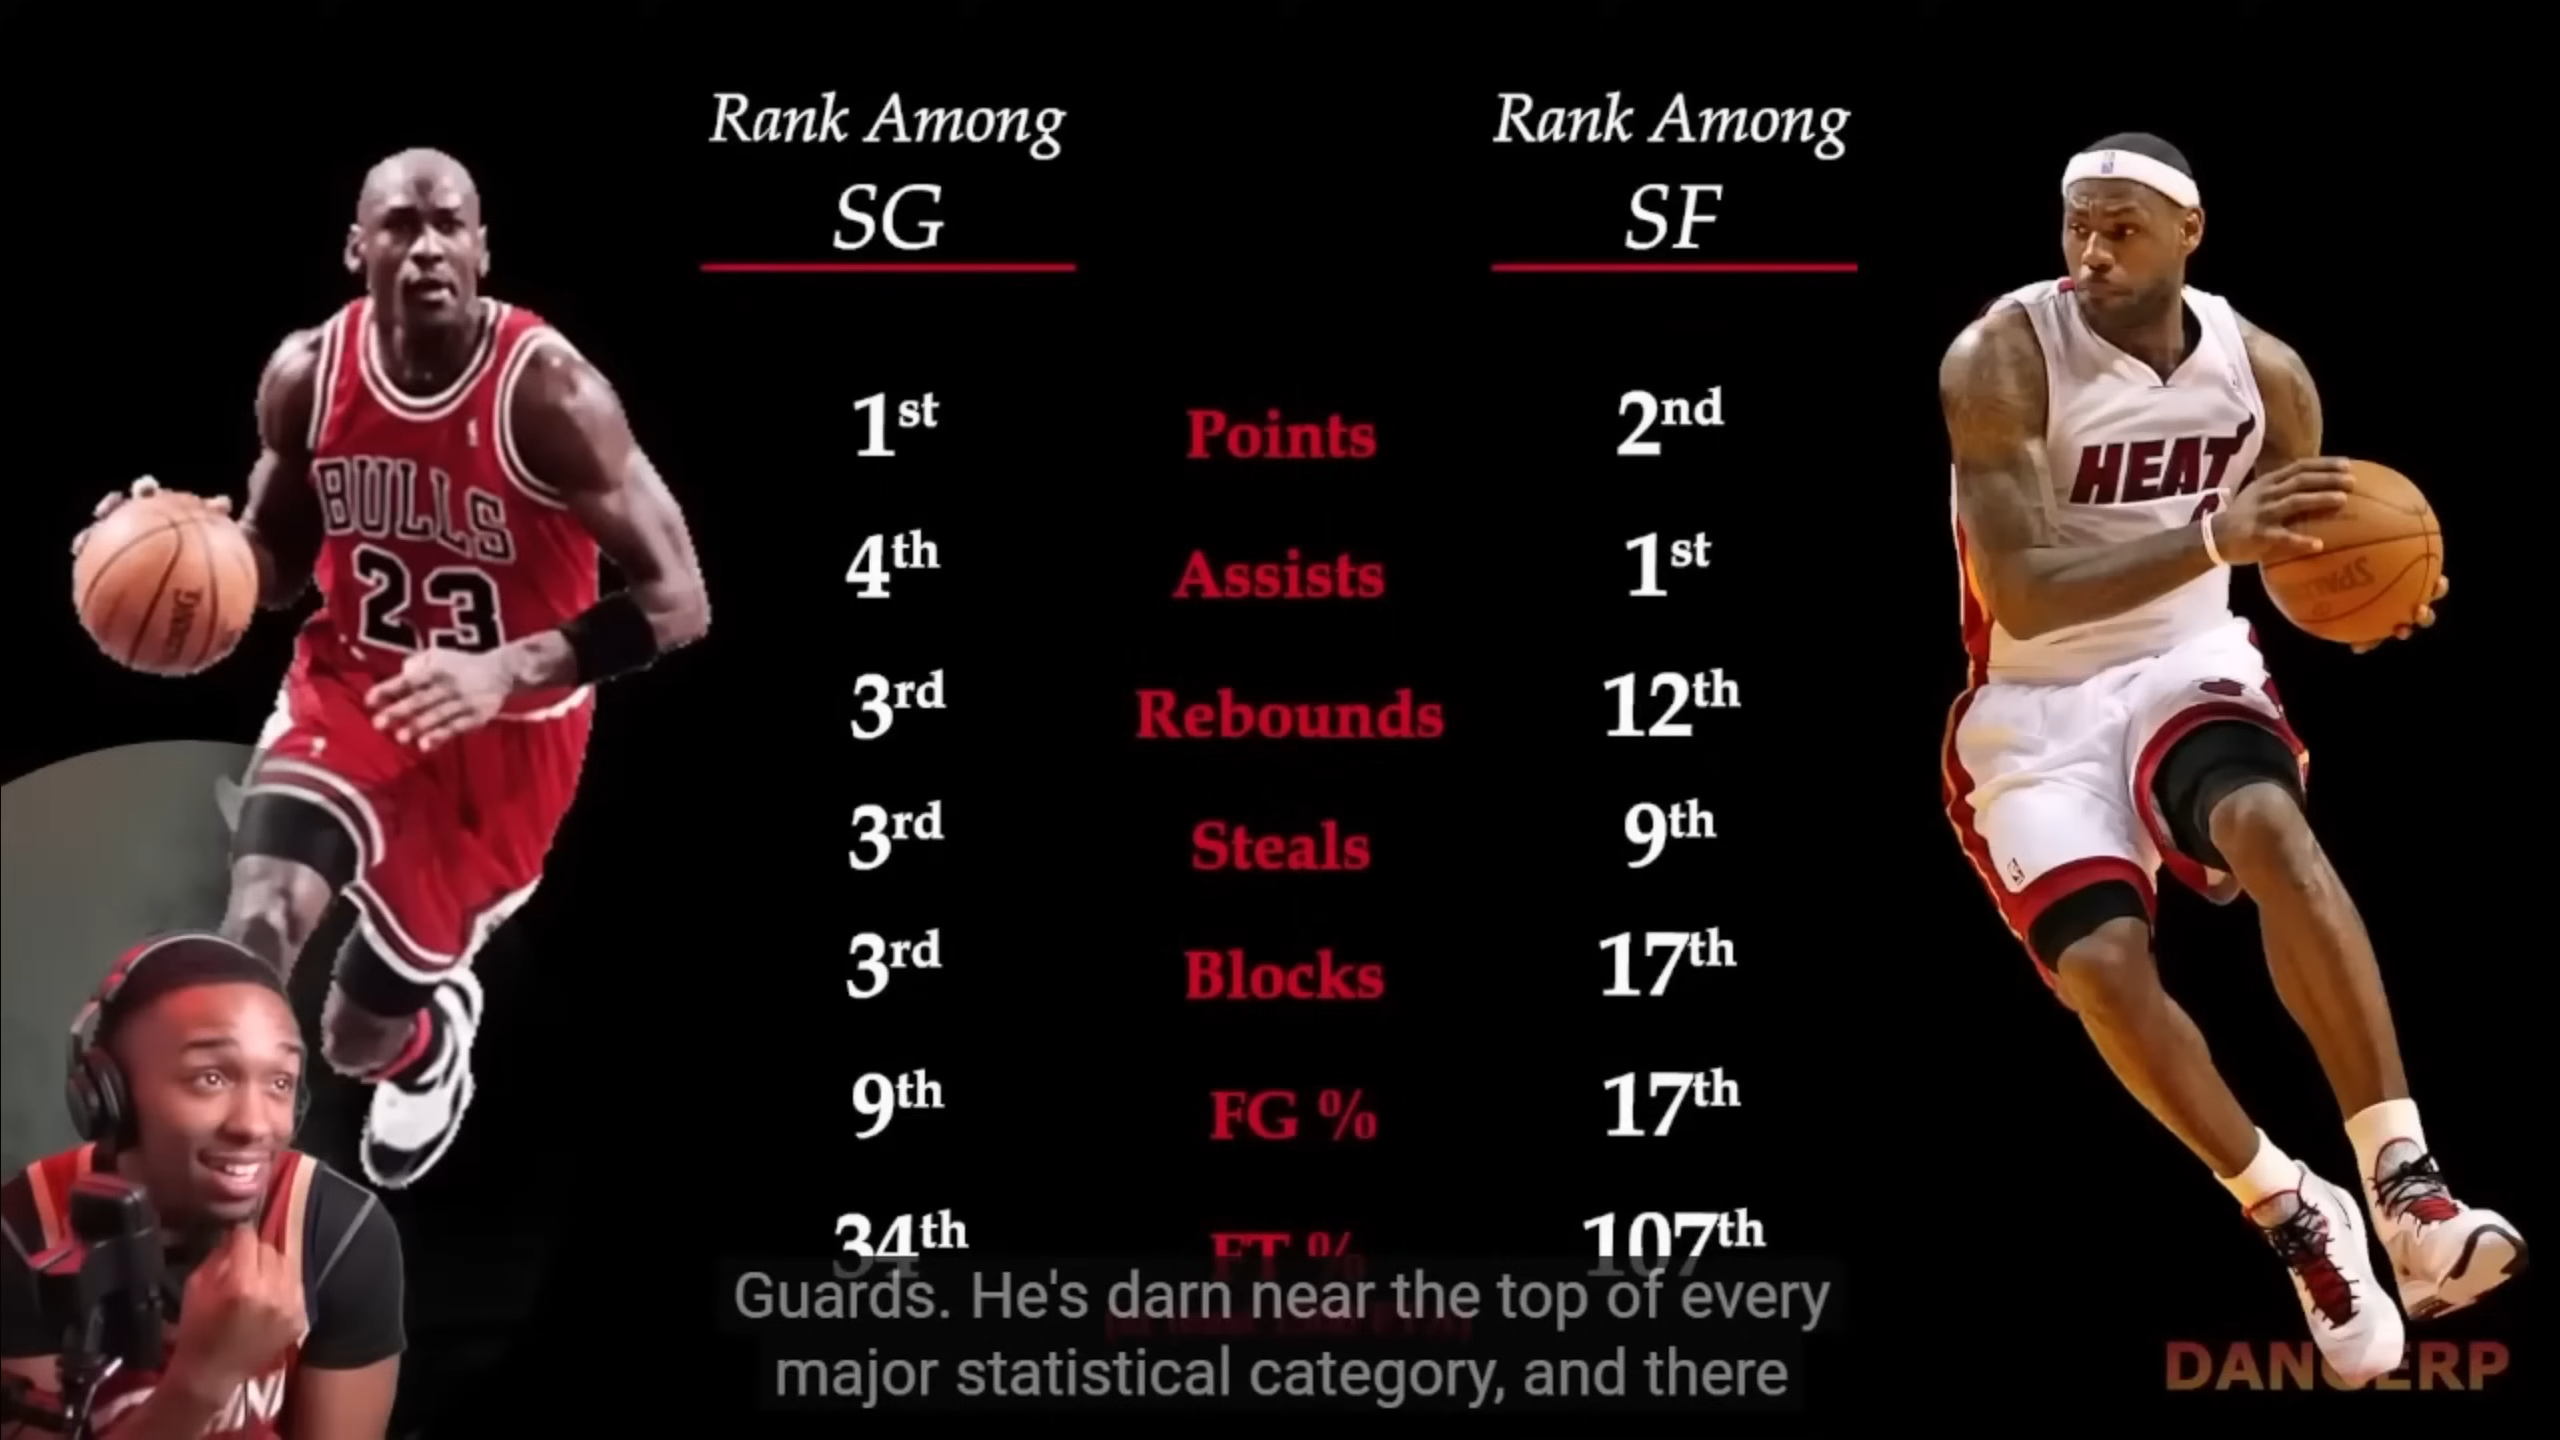 Rank Among
SG
Rank Among
SF
1st Points 2nd
4th Assists 1st
3rd Rebounds 12th
3rd Steals 9th
3rd Blocks 17th
9th FG % 17th
34th FT % 107th
Guards. He's darn near the top of every
major statistical category, and there
BULLS
23
HEAT
SPALDING